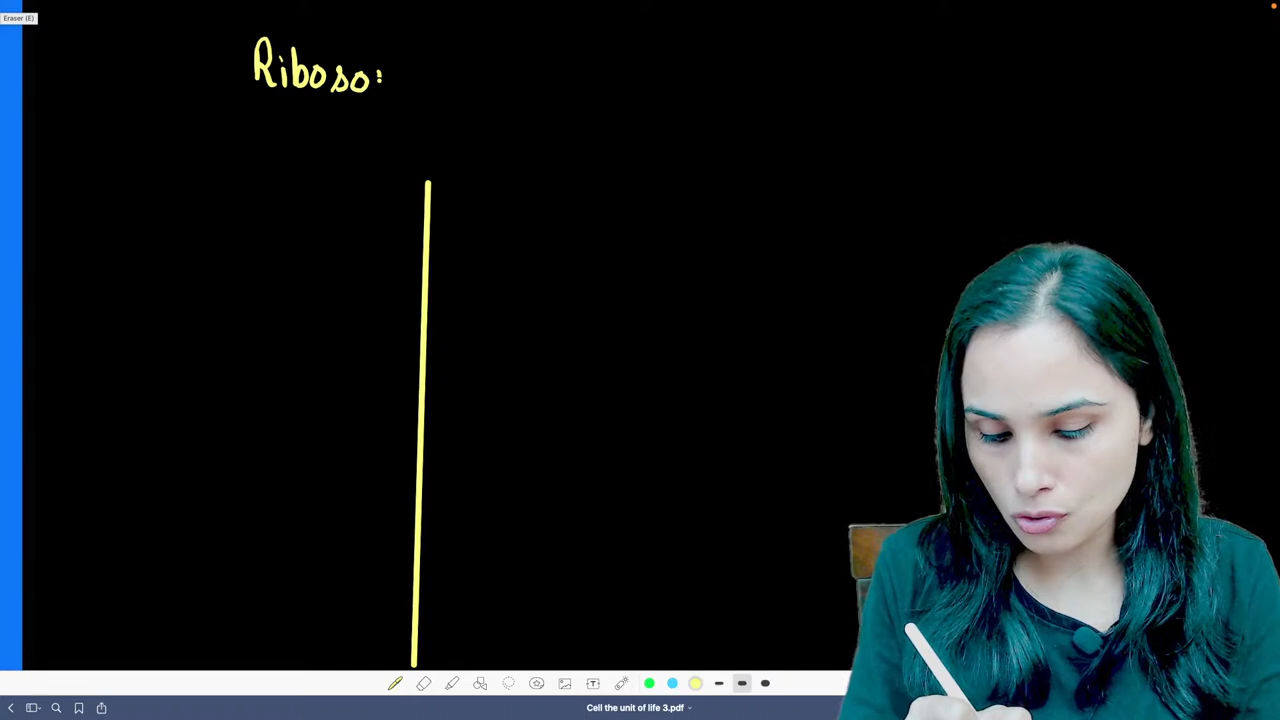 Eraser (E)
Riboso:
Cell the unit of life 3.pdf